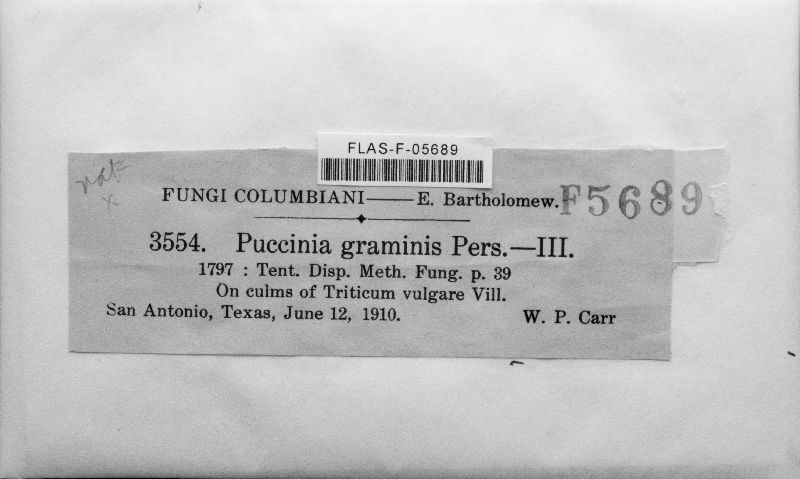 FLAS-F-05689
FUNGI COLUMBIANI—E. Bartholomew.
F5689
3554. Puccinia graminis Pers.—III.
1797 : Tent. Disp. Meth. Fung. p. 39
On culms of Triticum vulgare Vill.
San Antonio, Texas, June 12, 1910. W. P. Carr